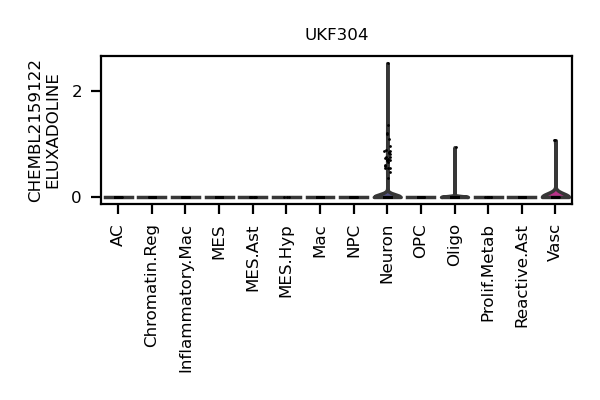 UKF304
CHEMBL2159122
ELUXADOLINE
2
0
AC
Chromatin.Reg
Inflammatory.Mac
MES
MES.Ast
MES.Hyp
Mac
NPC
Neuron
OPC
Oligo
Prolif.Metab
Reactive.Ast
Vasc